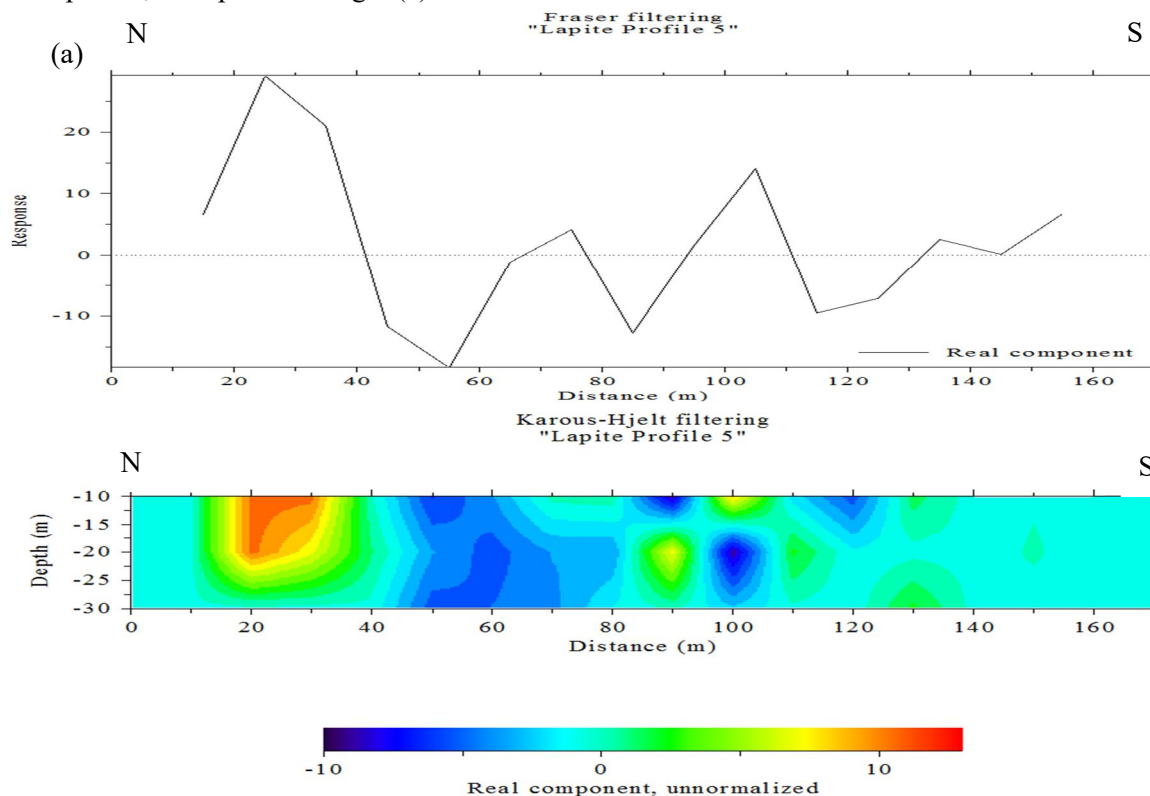 Fraser filtering
"Lapite Profile 5"
(a) N S
20
10
0
-10
Response
Real component
0 20 40 60 80 100 120 140 160
Distance (m)
Karous-Hjelt filtering
"Lapite Profile 5"
N S
-10
-15
-20
-25
-30
Depth (m)
0 20 40 60 80 100 120 140 160
Distance (m)
-10 0 10
Real component, unnormalized